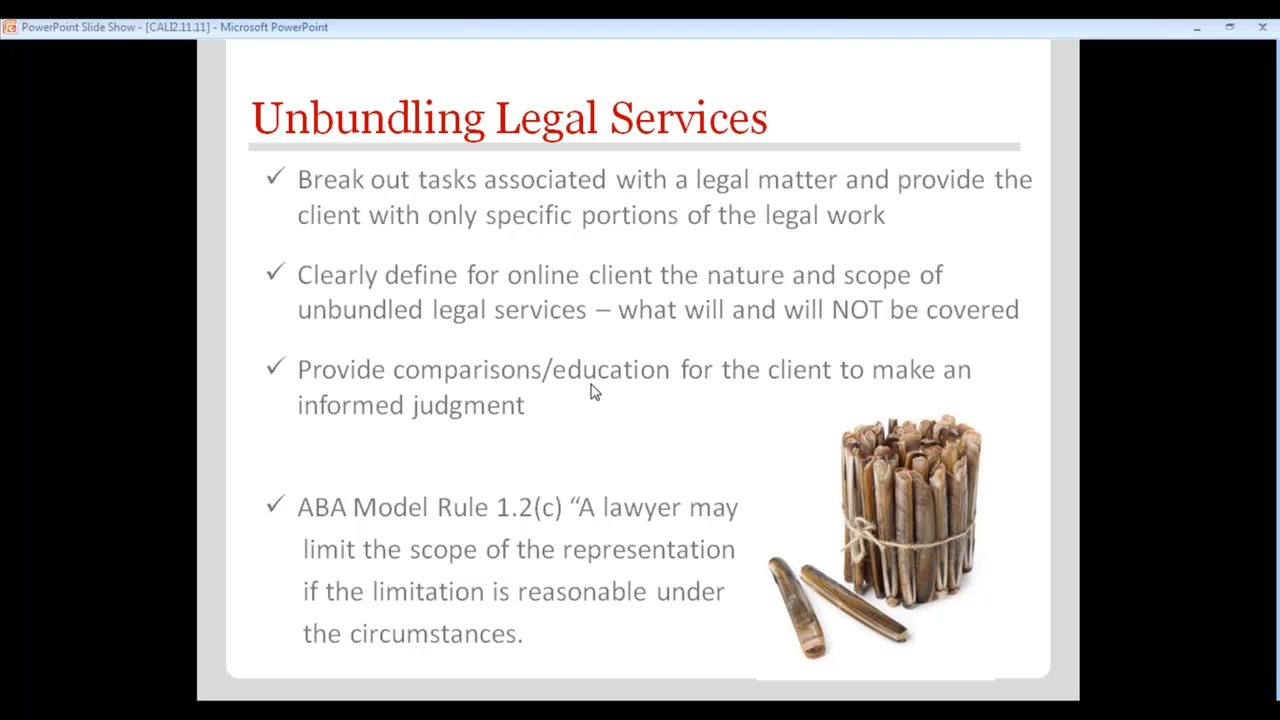 PowerPoint Slide Show - [CALI2.11.11] - Microsoft PowerPoint
Unbundling Legal Services
✓ Break out tasks associated with a legal matter and provide the
client with only specific portions of the legal work
✓ Clearly define for online client the nature and scope of
unbundled legal services – what will and will NOT be covered
✓ Provide comparisons/education for the client to make an
informed judgment
✓ ABA Model Rule 1.2(c) “A lawyer may
limit the scope of the representation
if the limitation is reasonable under
the circumstances.